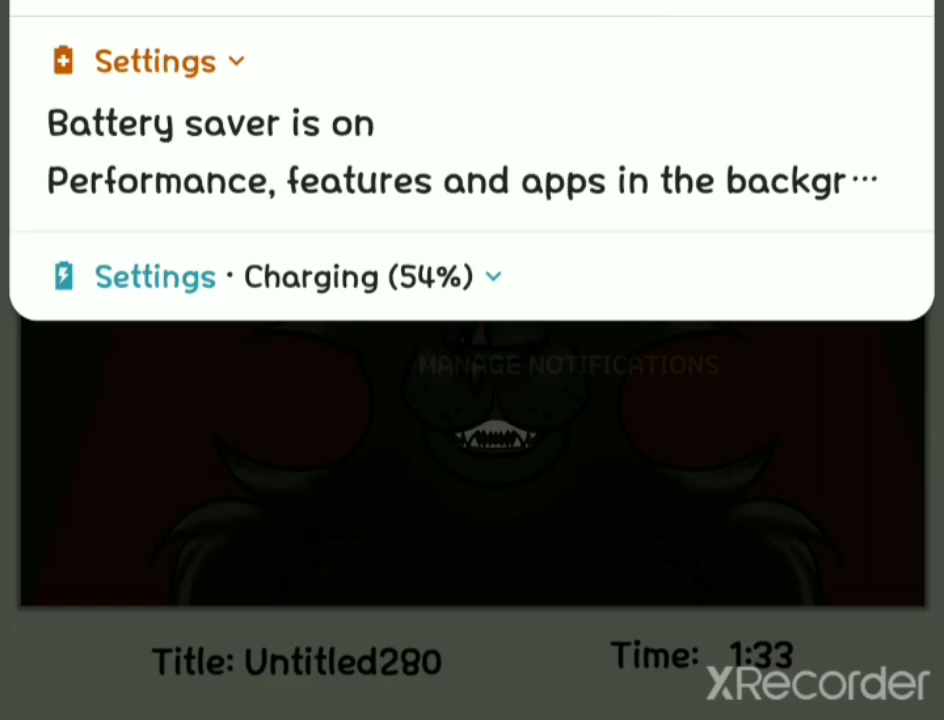 Settings
Battery saver is on
Performance, features and apps in the backgr...
Settings · Charging (54%)
MANAGE NOTIFICATIONS
Title: Untitled280
Time: 1:33
XRecorder